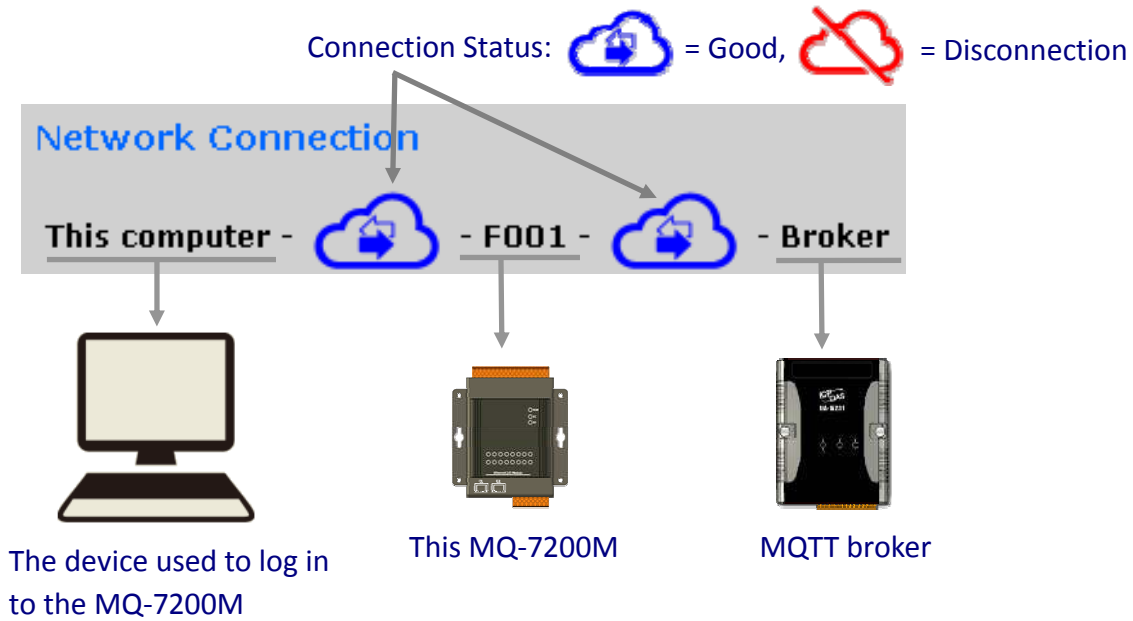 Connection Status: = Good, = Disconnection
Network Connection
This computer - - F001 - - Broker
The device used to log in
to the MQ-7200M
This MQ-7200M
MQTT broker